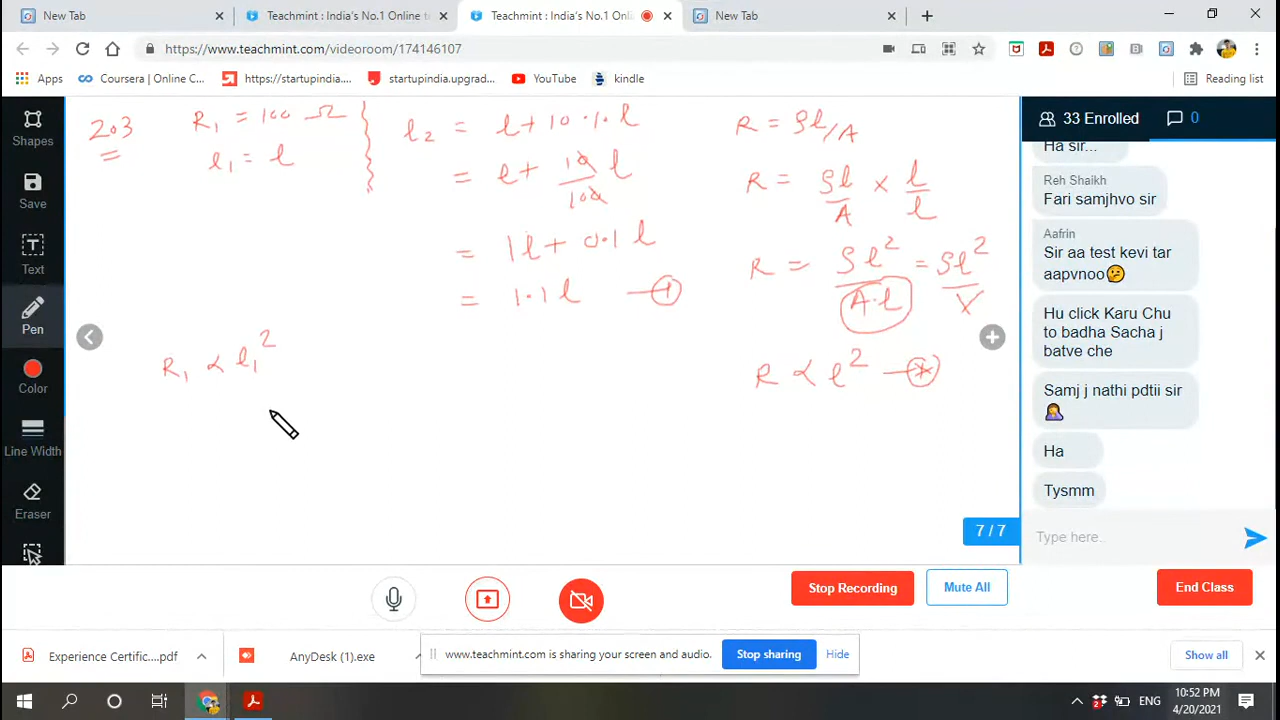 New Tab
Teachmint: India's No.1 Online t
Teachmint: India's No.1 Onli
New Tab
https://www.teachmint.com/videoroom/174146107
Apps
Coursera | Online C...
https://startupindia....
startupindia.upgrad...
YouTube
kindle
Reading list
Shapes
Save
Text
Pen
Color
Line Width
Eraser
203
R₁ = 100 Ω
l₁ = l
l₂ = l + 10·1· l
= l + 10/100 l
= 1l + 0.1 l
= 1.1 l —①
R₁ ∝ l₁²
R = ρl/A
R = ρl/A × l/l
R = ρl²/A·l = ρl²/V
R ∝ l² —(*)
7 / 7
33 Enrolled
0
Ha sir...
Reh Shaikh
Fari samjhvo sir
Aafrin
Sir aa test kevi tar
aapvnoo😕
Hu click Karu Chu
to badha Sacha j
batve che
Samj j nathi pdtii sir
🤦‍♀️
Ha
Tysmm
Type here..
Stop Recording
Mute All
End Class
Experience Certific....pdf
AnyDesk (1).exe
www.teachmint.com is sharing your screen and audio.
Stop sharing
Hide
Show all
ENG
10:52 PM
4/20/2021